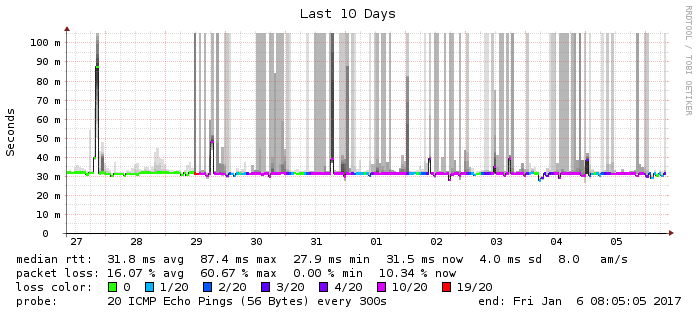 Last 10 Days
RRDTOOL / TOBI OETIKER
Seconds
100 m
90 m
80 m
70 m
60 m
50 m
40 m
30 m
20 m
10 m
0
27 28 29 30 31 01 02 03 04 05
median rtt: 31.8 ms avg 87.4 ms max 27.9 ms min 31.5 ms now 4.0 ms sd 8.0 am/s
packet loss: 16.07 % avg 60.67 % max 0.00 % min 10.34 % now
loss color: 0 1/20 2/20 3/20 4/20 10/20 19/20
probe: 20 ICMP Echo Pings (56 Bytes) every 300s end: Fri Jan 6 08:05:05 2017